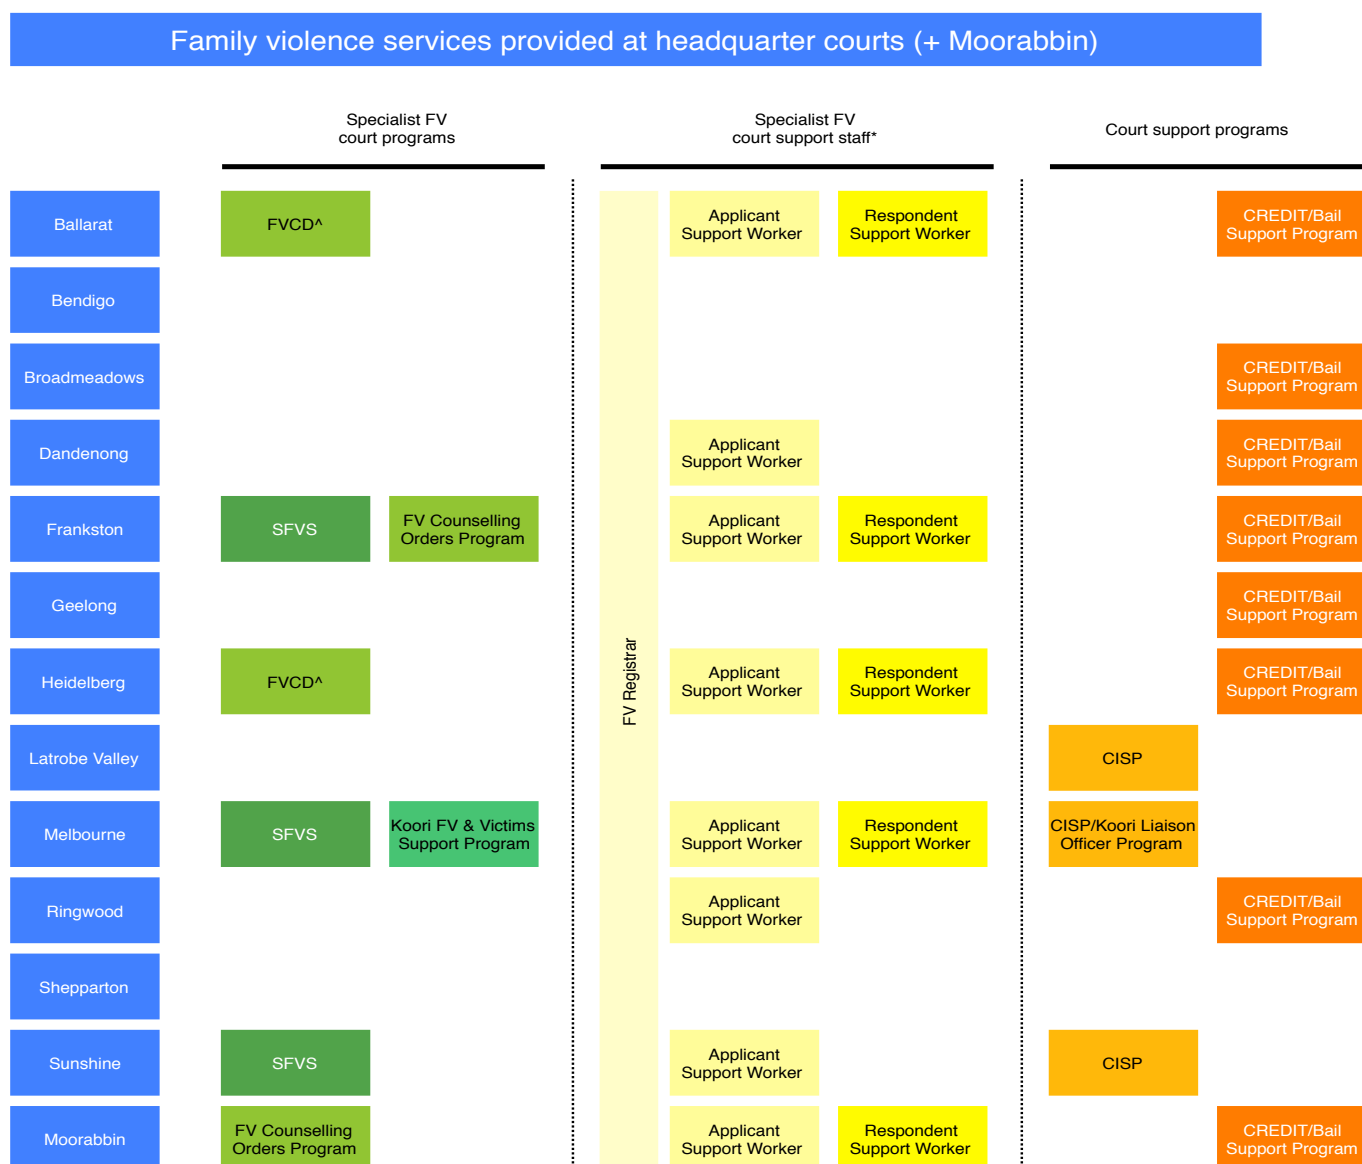 Family violence services provided at headquarter courts (+ Moorabbin)
Specialist FV
court programs
Specialist FV
court support staff*
Court support programs
Ballarat
FVCD^
Applicant
Support Worker
Respondent
Support Worker
CREDIT/Bail
Support Program
Bendigo
Broadmeadows
CREDIT/Bail
Support Program
Dandenong
Applicant
Support Worker
CREDIT/Bail
Support Program
Frankston
SFVS
FV Counselling
Orders Program
Applicant
Support Worker
Respondent
Support Worker
CREDIT/Bail
Support Program
Geelong
CREDIT/Bail
Support Program
FV Registrar
Heidelberg
FVCD^
Applicant
Support Worker
Respondent
Support Worker
CREDIT/Bail
Support Program
Latrobe Valley
CISP
Melbourne
SFVS
Koori FV & Victims
Support Program
Applicant
Support Worker
Respondent
Support Worker
CISP/Koori Liaison
Officer Program
Ringwood
Applicant
Support Worker
CREDIT/Bail
Support Program
Shepparton
Sunshine
SFVS
Applicant
Support Worker
CISP
Moorabbin
FV Counselling
Orders Program
Applicant
Support Worker
Respondent
Support Worker
CREDIT/Bail
Support Program